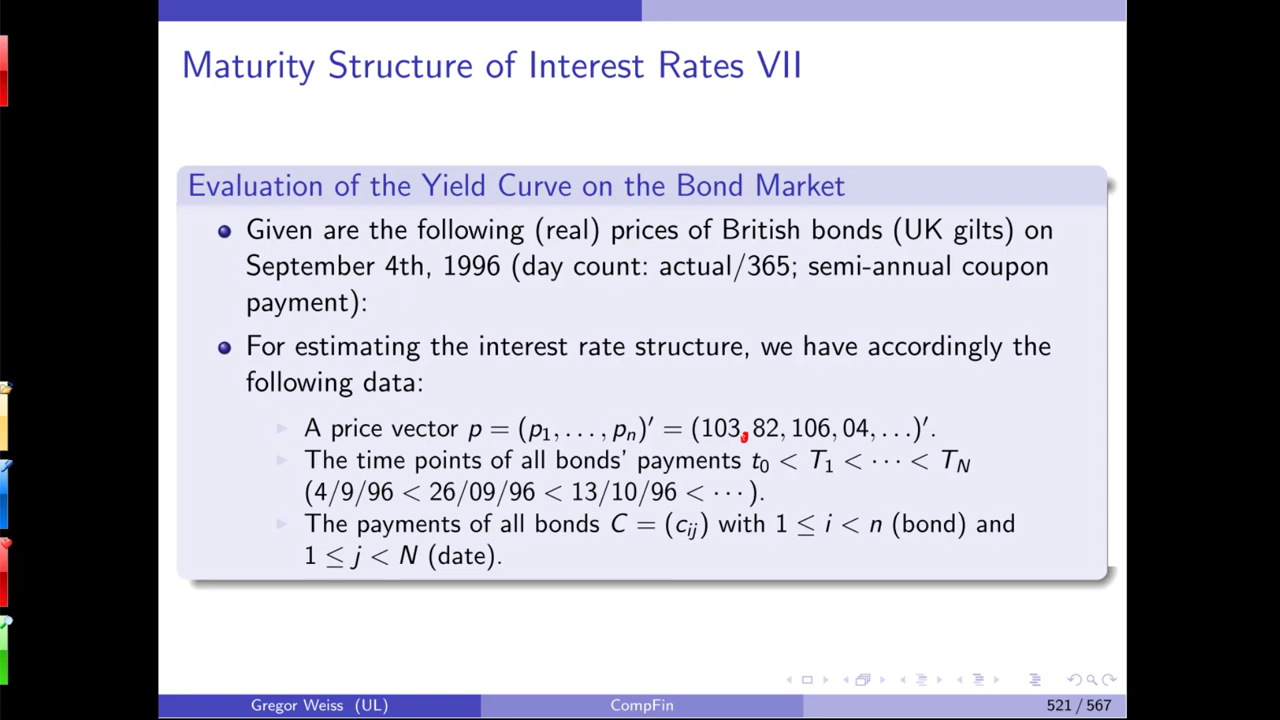 Maturity Structure of Interest Rates VII
Evaluation of the Yield Curve on the Bond Market
Given are the following (real) prices of British bonds (UK gilts) on
September 4th, 1996 (day count: actual/365; semi-annual coupon
payment):
For estimating the interest rate structure, we have accordingly the
following data:
A price vector p = (p₁, . . . , pₙ)′ = (103, 82, 106, 04, . . .)′.
The time points of all bonds' payments t₀ < T₁ < · · · < T_N
(4/9/96 < 26/09/96 < 13/10/96 < · · · ).
The payments of all bonds C = (cᵢⱼ) with 1 ≤ i < n (bond) and
1 ≤ j < N (date).
Gregor Weiss (UL) CompFin 521 / 567